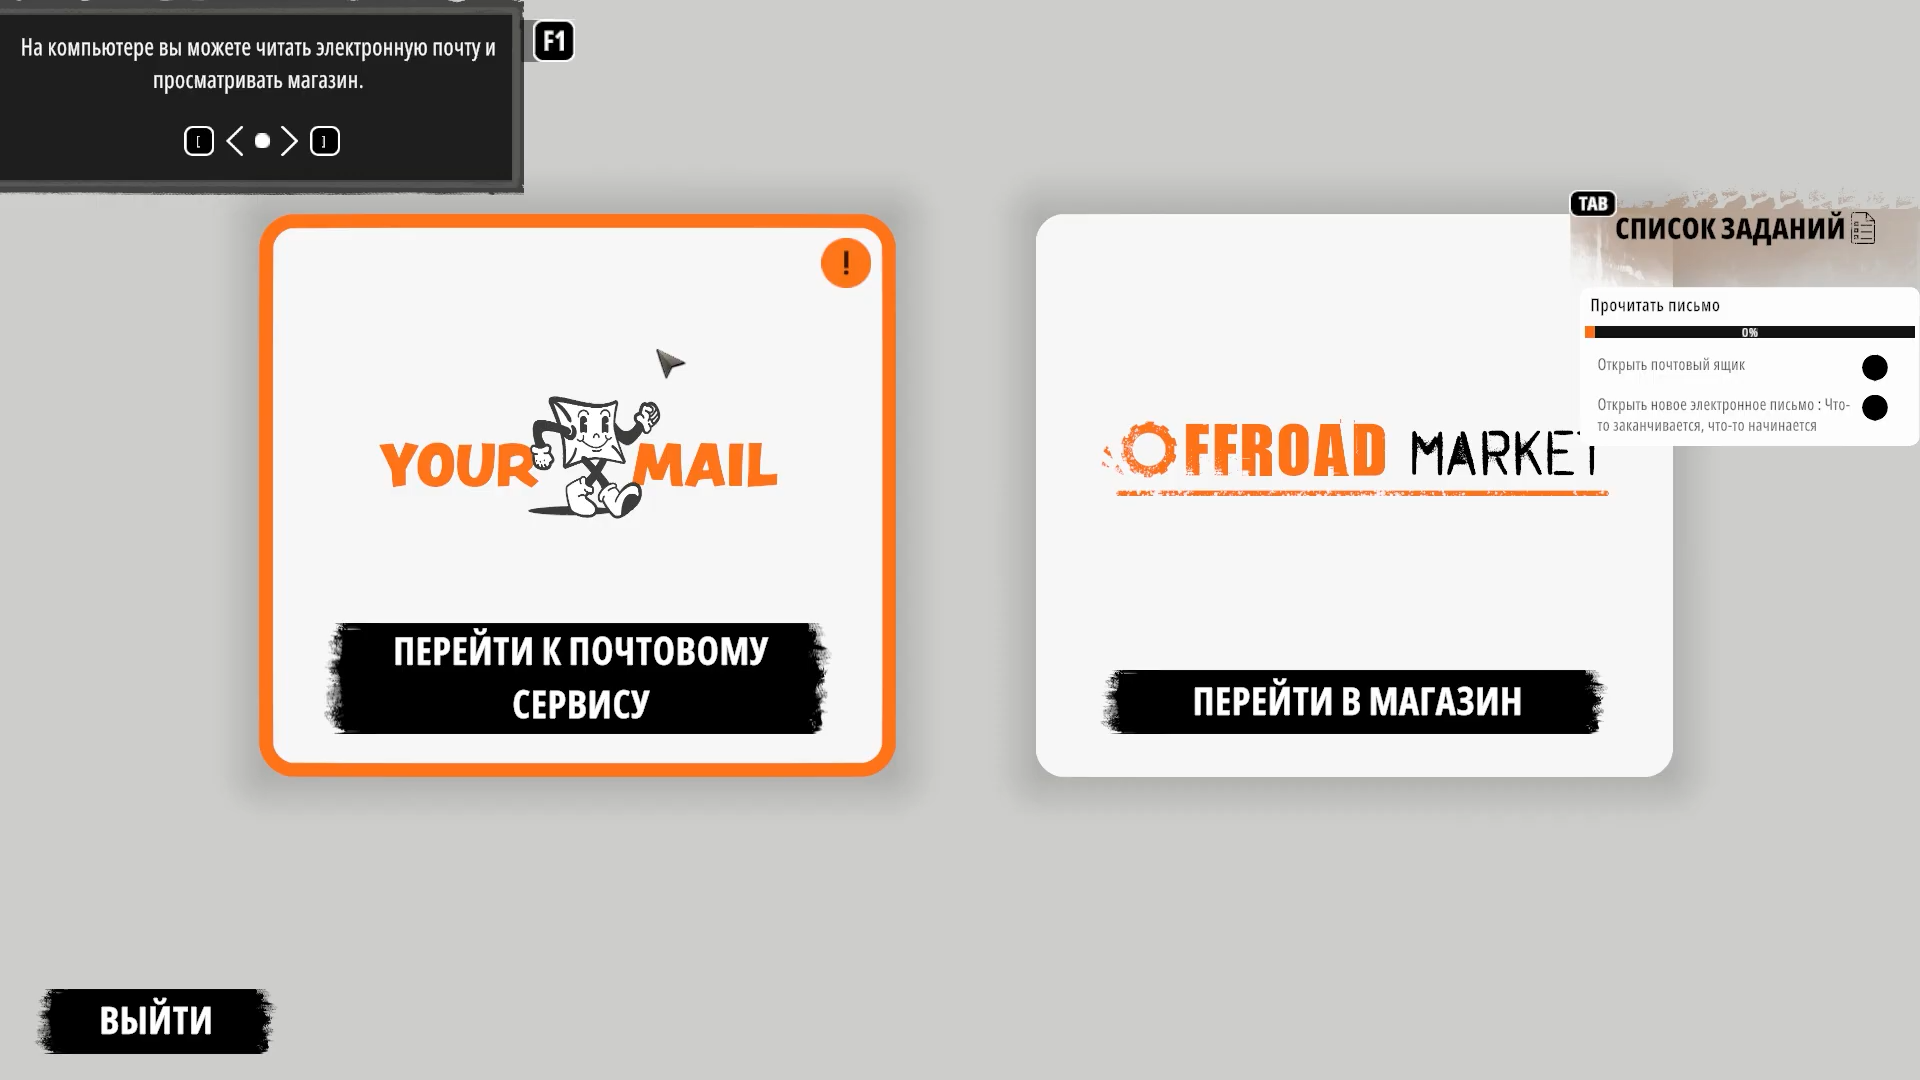 На компьютере вы можете читать электронную почту и
просматривать магазин.
[ ]
F1
TAB
СПИСОК ЗАДАНИЙ
Прочитать письмо
0%
Открыть почтовый ящик
Открыть новое электронное письмо : Что-
то заканчивается, что-то начинается
!
YOUR MAIL
ПЕРЕЙТИ К ПОЧТОВОМУ
СЕРВИСУ
OFFROAD MARKET
ПЕРЕЙТИ В МАГАЗИН
ВЫЙТИ